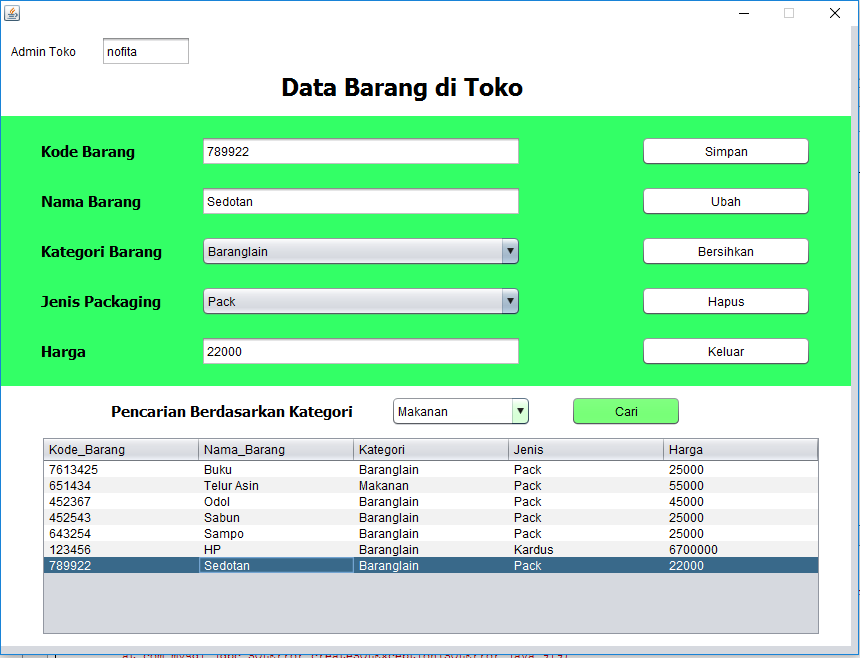 Admin Toko nofita
Data Barang di Toko
Kode Barang 789922 Simpan
Nama Barang Sedotan Ubah
Kategori Barang Baranglain Bersihkan
Jenis Packaging Pack Hapus
Harga 22000 Keluar
Pencarian Berdasarkan Kategori Makanan Cari
Kode_Barang Nama_Barang Kategori Jenis Harga
7613425 Buku Baranglain Pack 25000
651434 Telur Asin Makanan Pack 55000
452367 Odol Baranglain Pack 45000
452543 Sabun Baranglain Pack 25000
643254 Sampo Baranglain Pack 25000
123456 HP Baranglain Kardus 6700000
789922 Sedotan Baranglain Pack 22000